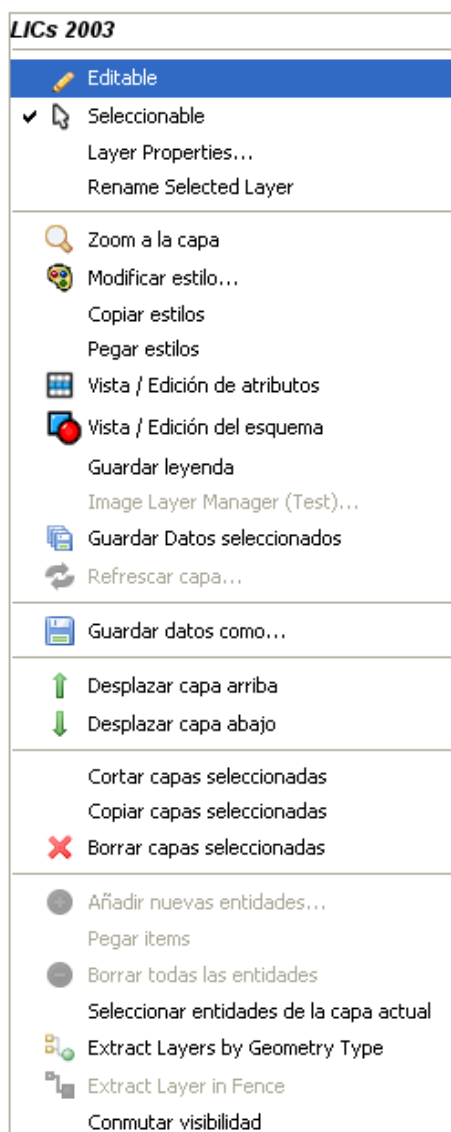 LICs 2003
Editable
Seleccionable
Layer Properties...
Rename Selected Layer
Zoom a la capa
Modificar estilo...
Copiar estilos
Pegar estilos
Vista / Edición de atributos
Vista / Edición del esquema
Guardar leyenda
Image Layer Manager (Test)...
Guardar Datos seleccionados
Refrescar capa...
Guardar datos como...
Desplazar capa arriba
Desplazar capa abajo
Cortar capas seleccionadas
Copiar capas seleccionadas
Borrar capas seleccionadas
Añadir nuevas entidades...
Pegar items
Borrar todas las entidades
Seleccionar entidades de la capa actual
Extract Layers by Geometry Type
Extract Layer in Fence
Conmutar visibilidad